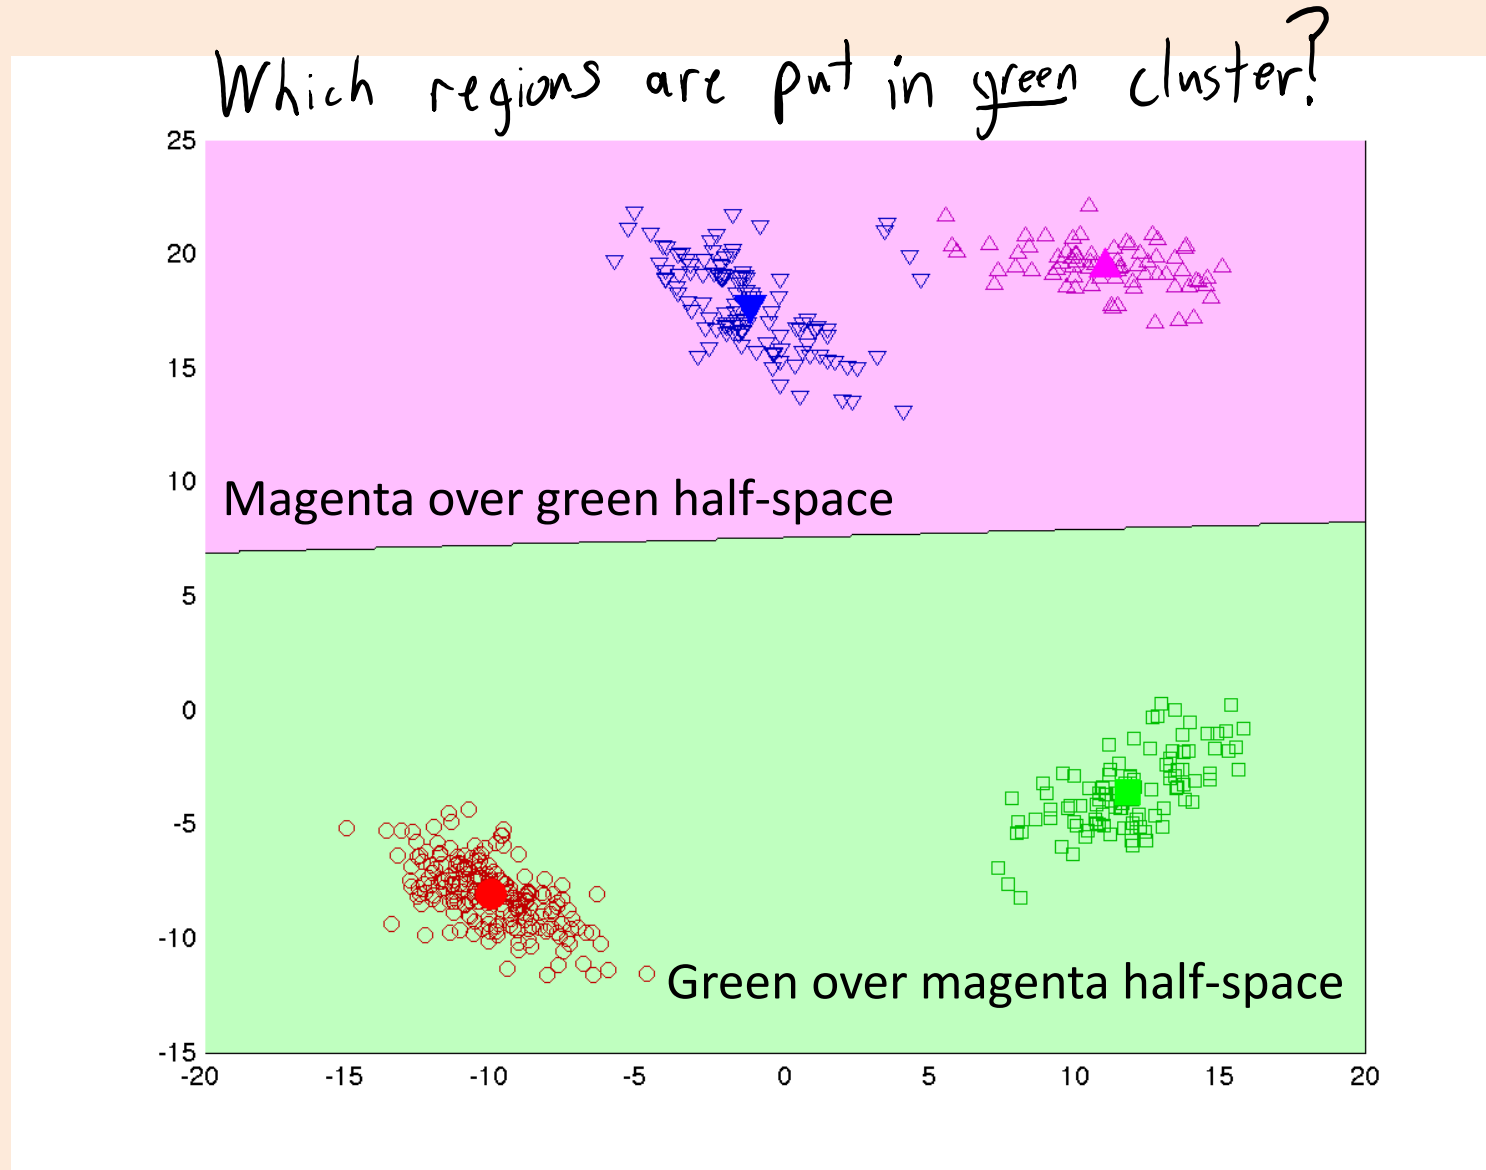 Which regions are put in green cluster?
25
20
15
10
5
0
-5
-10
-15
Magenta over green half-space
Green over magenta half-space
-20 -15 -10 -5 0 5 10 15 20